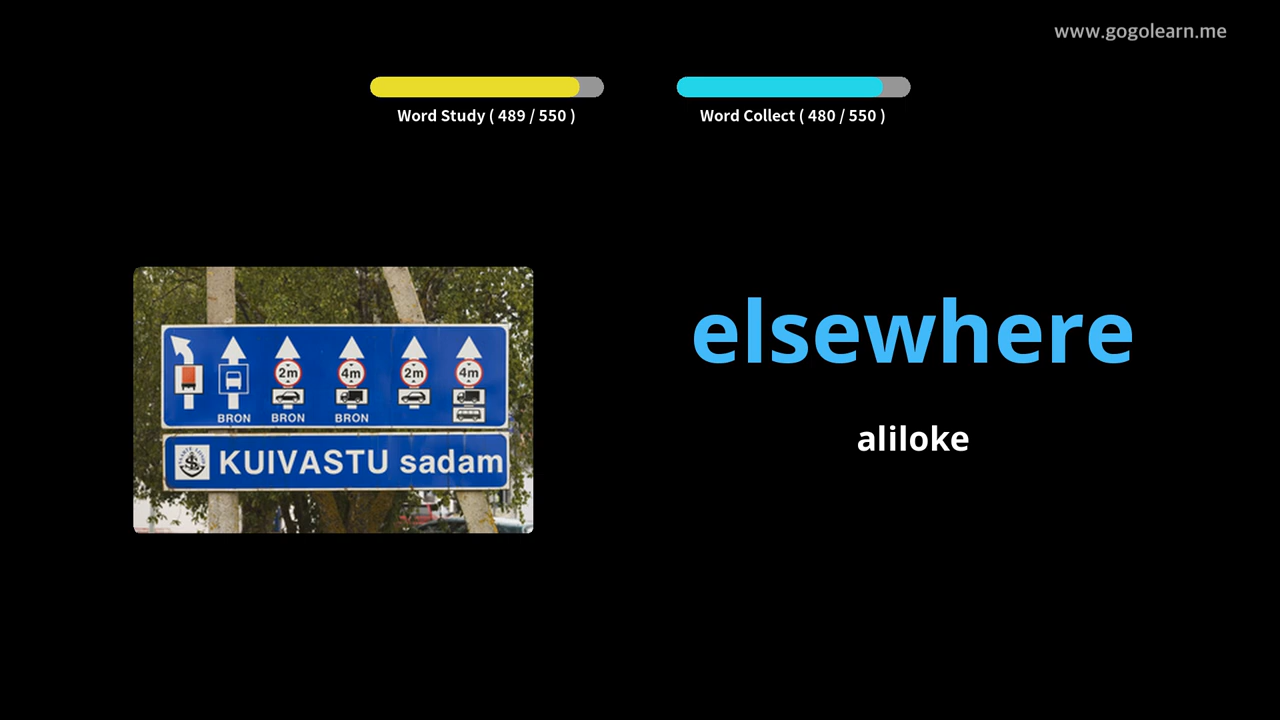 www.gogolearn.me
Word Study ( 489 / 550 )
Word Collect ( 480 / 550 )
elsewhere
aliloke
2m 4m 2m 4m
BRON BRON BRON
KUIVASTU sadam